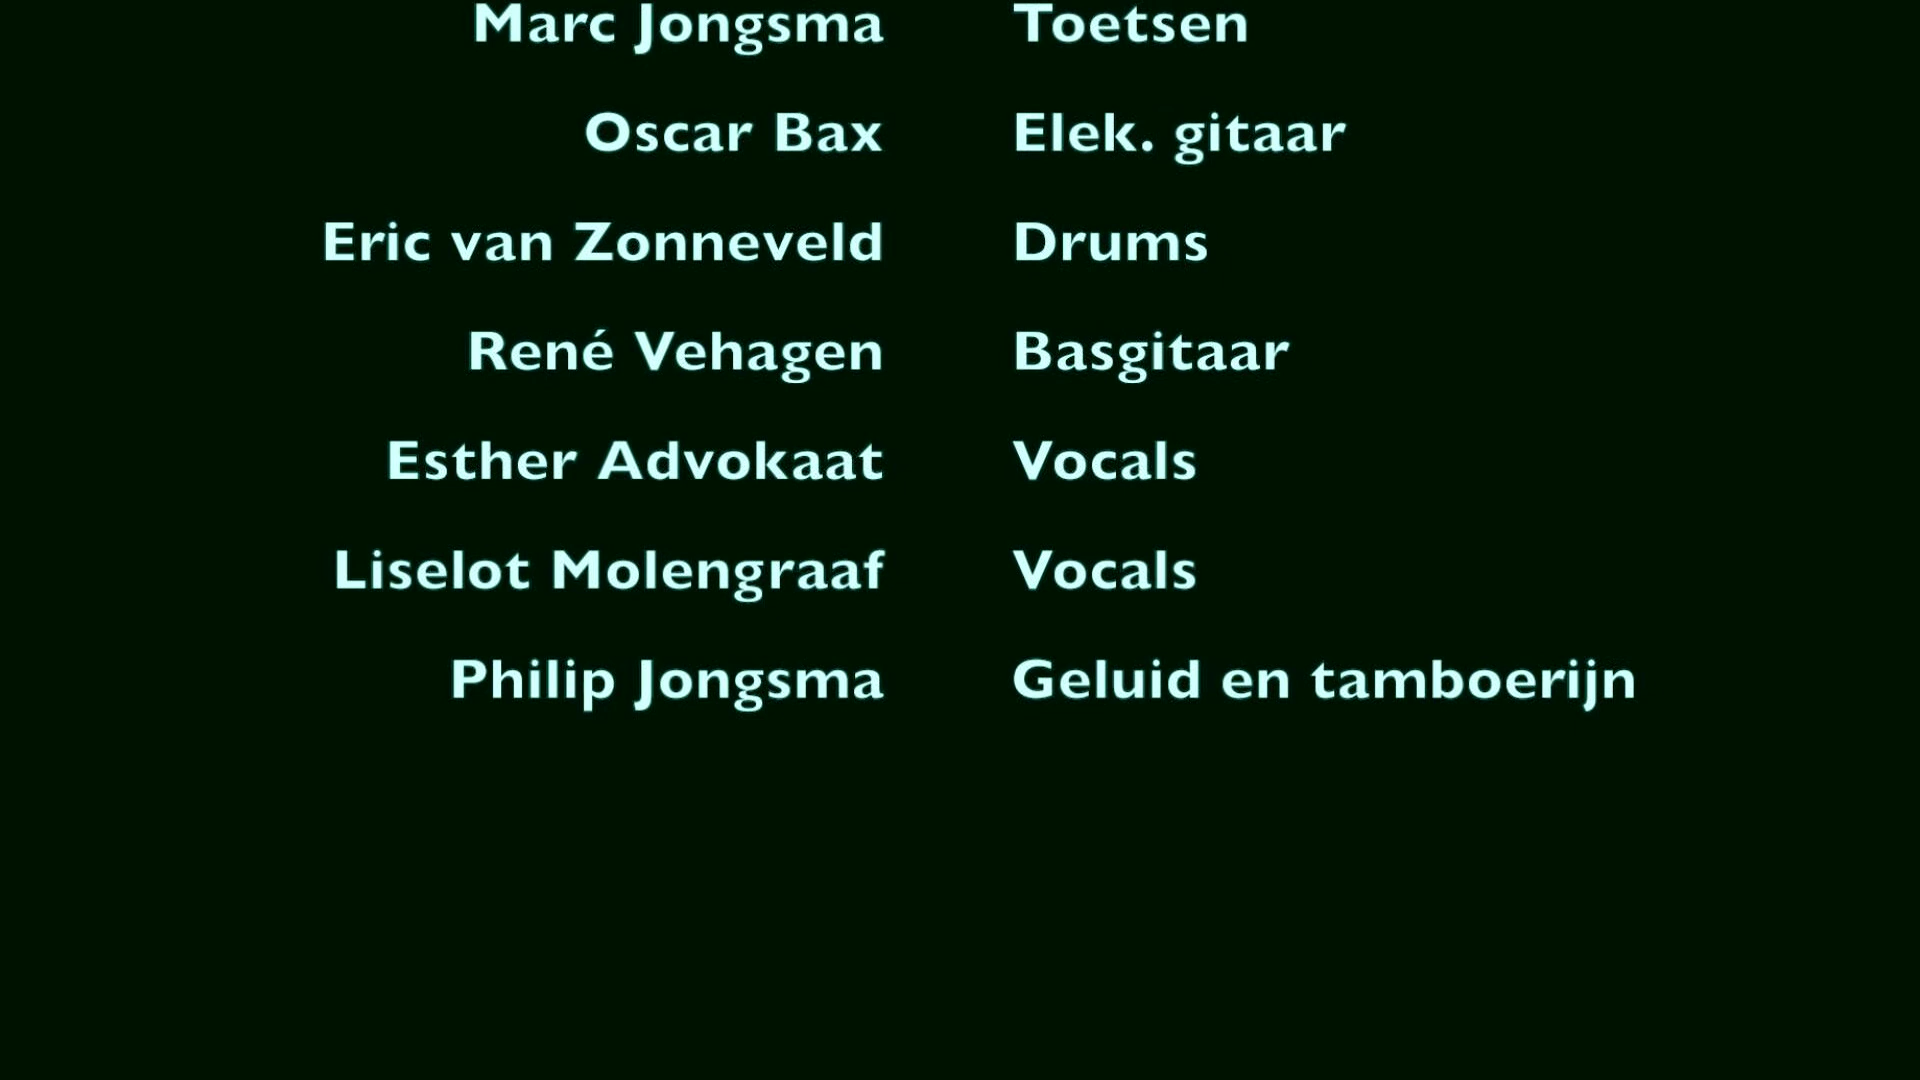 Marc Jongsma Toetsen
Oscar Bax Elek. gitaar
Eric van Zonneveld Drums
René Vehagen Basgitaar
Esther Advokaat Vocals
Liselot Molengraaf Vocals
Philip Jongsma Geluid en tamboerijn